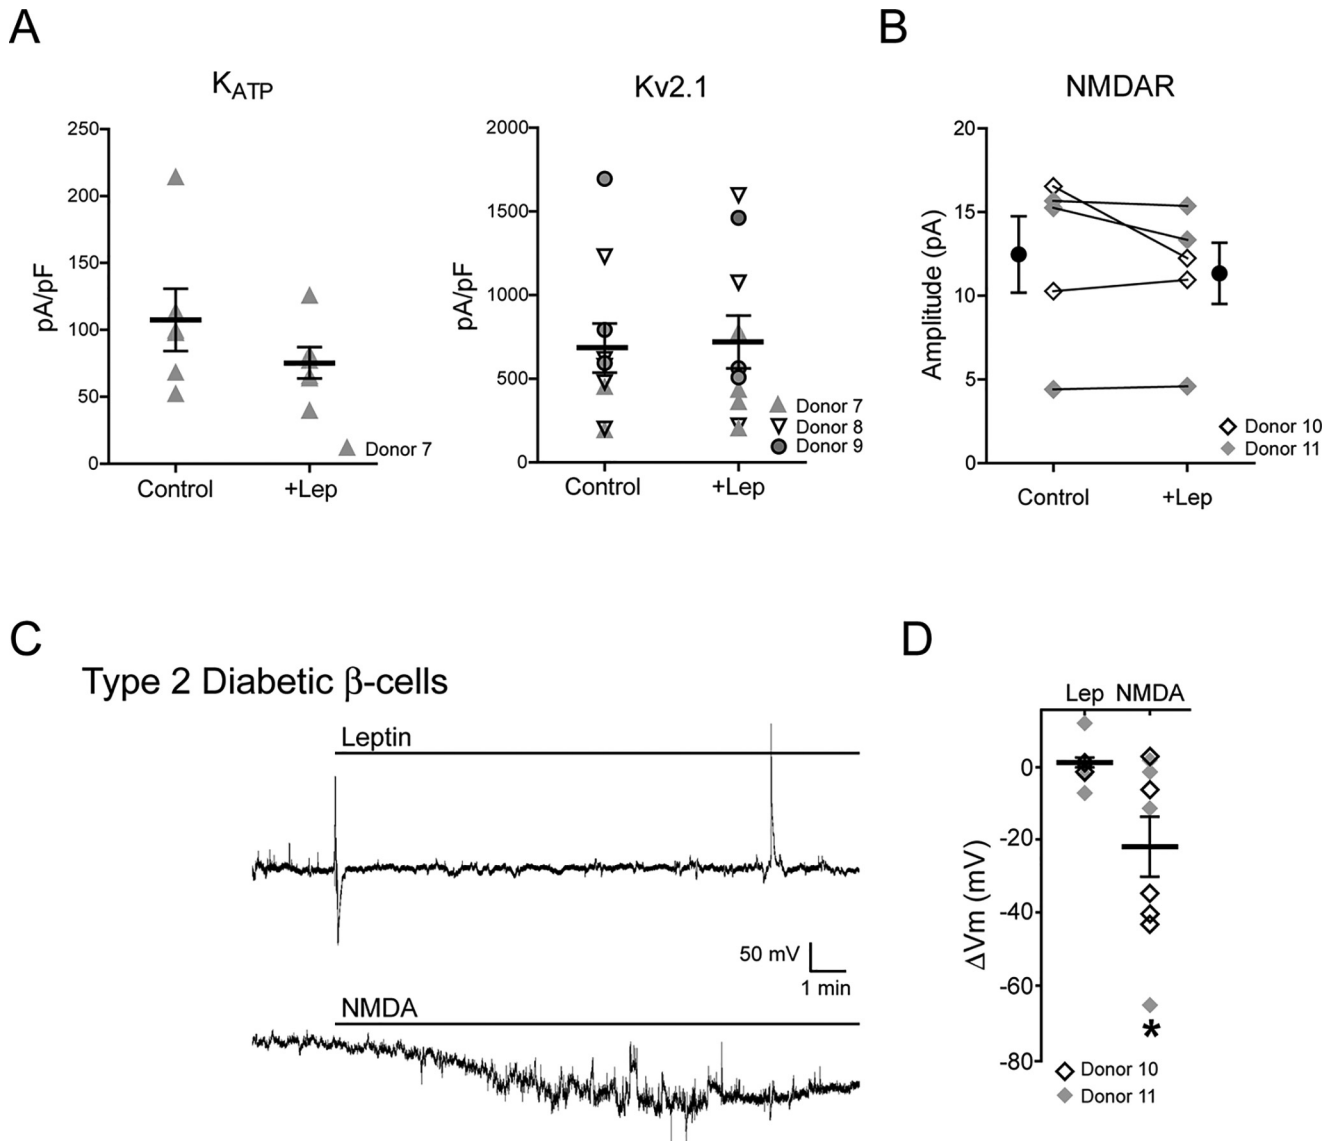 A
B
K_ATP
Kv2.1
NMDAR
250
200
150
100
50
0
pA/pF
Control
+Lep
Donor 7
2000
1500
1000
500
0
pA/pF
Control
+Lep
Donor 7
Donor 8
Donor 9
20
15
10
5
0
Amplitude (pA)
Control
+Lep
Donor 10
Donor 11
C
Type 2 Diabetic β-cells
Leptin
50 mV
1 min
NMDA
D
Lep NMDA
0
-20
-40
-60
-80
ΔVm (mV)
*
Donor 10
Donor 11